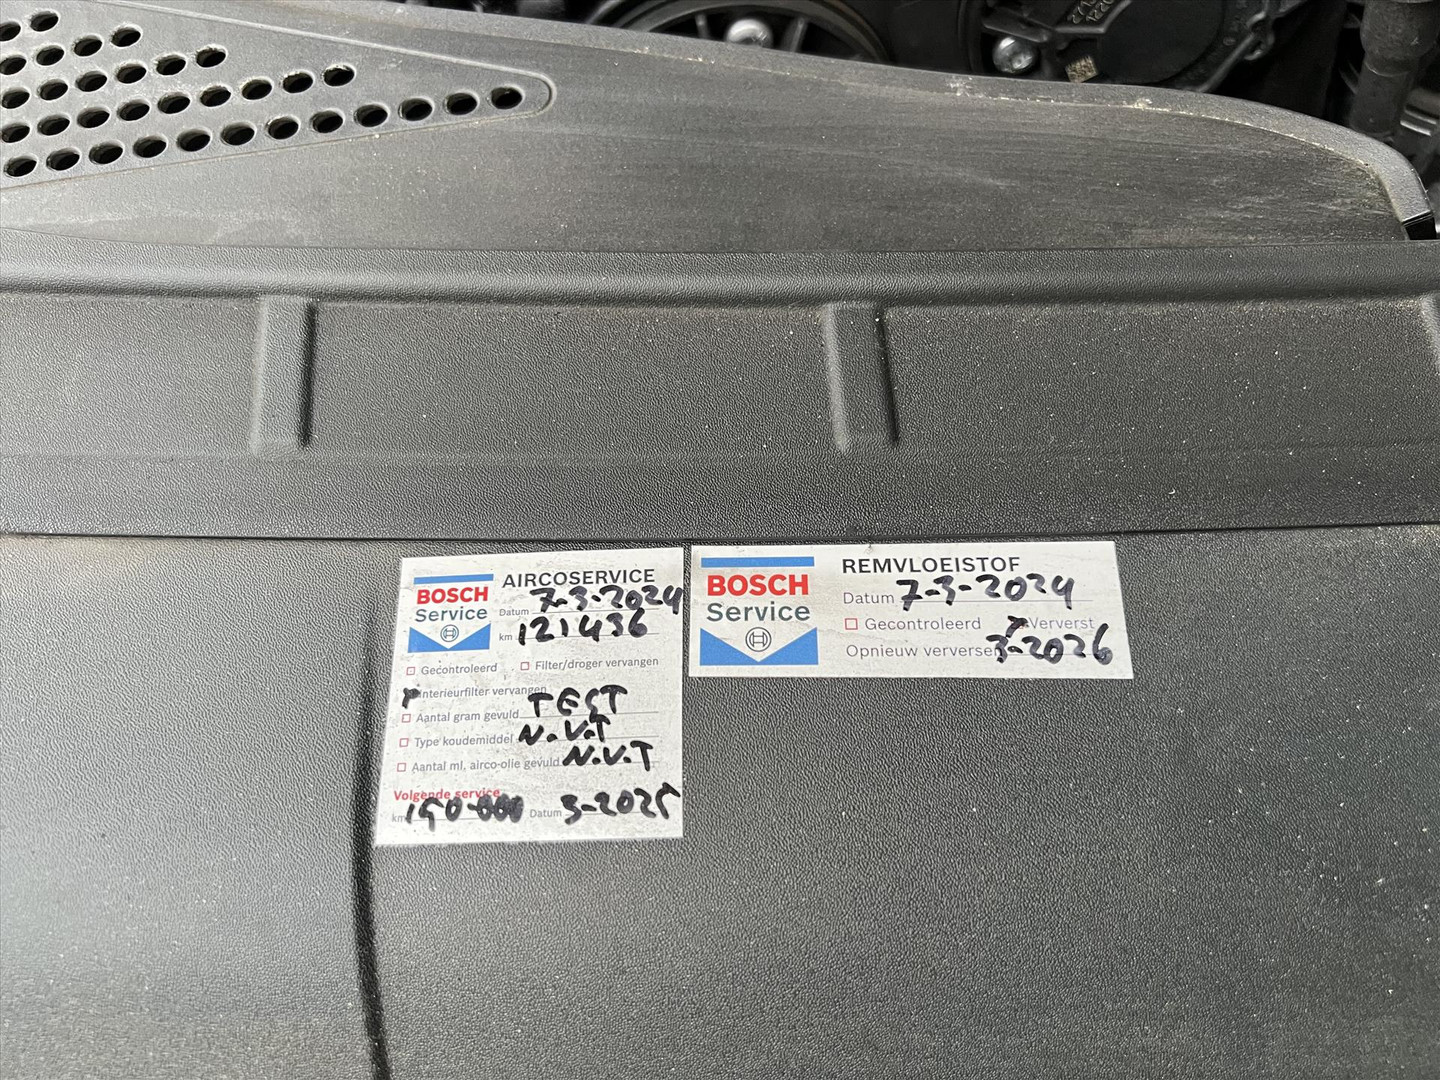 BOSCH
Service
AIRCOSERVICE
Datum 7-3-2024
km 121436
Gecontroleerd Filter/droger vervangen
Interieurfilter vervangen
Aantal gram gevuld TEST
Type koudemiddel N.V.T
Aantal ml. airco-olie gevuld N.V.T
Volgende service
km 150.000 Datum 3-2025
BOSCH
Service
REMVLOEISTOF
Datum 7-3-2024
Gecontroleerd Ververst
Opnieuw verversen 3-2026